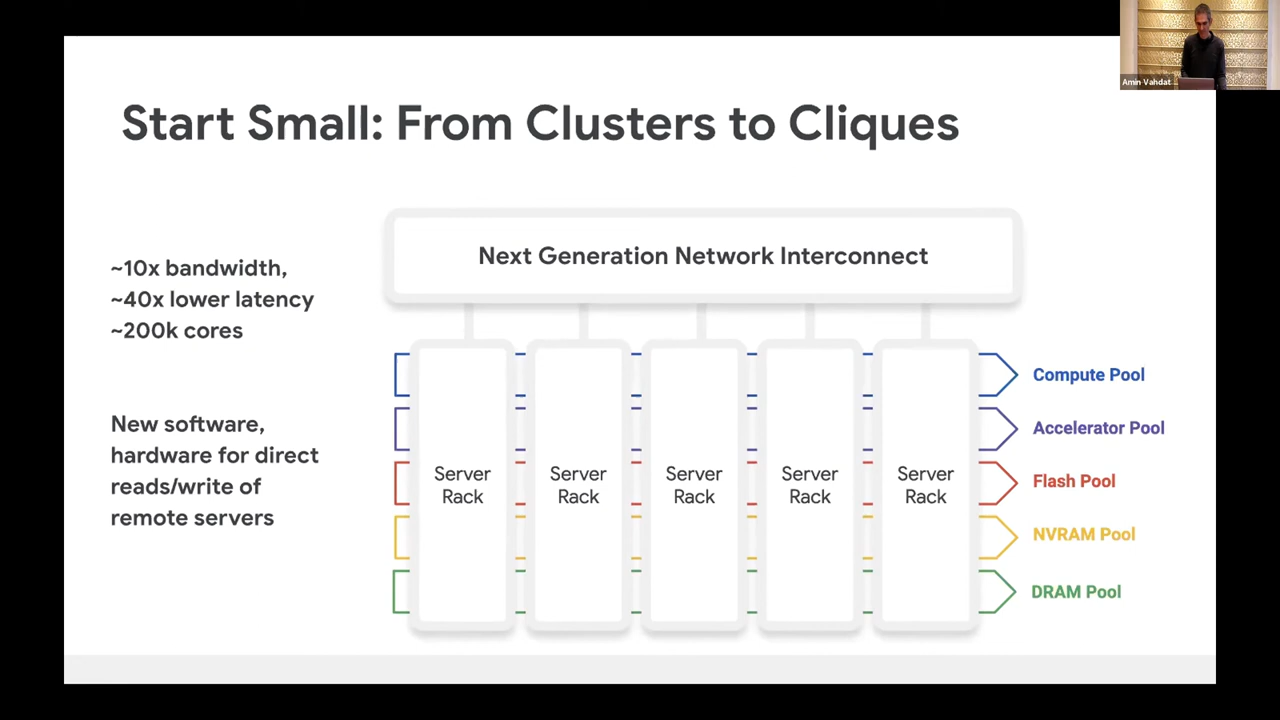 Amin Vahdat
Start Small: From Clusters to Cliques
~10x bandwidth,
~40x lower latency
~200k cores
New software,
hardware for direct
reads/write of
remote servers
Next Generation Network Interconnect
Server
Rack
Server
Rack
Server
Rack
Server
Rack
Server
Rack
Compute Pool
Accelerator Pool
Flash Pool
NVRAM Pool
DRAM Pool